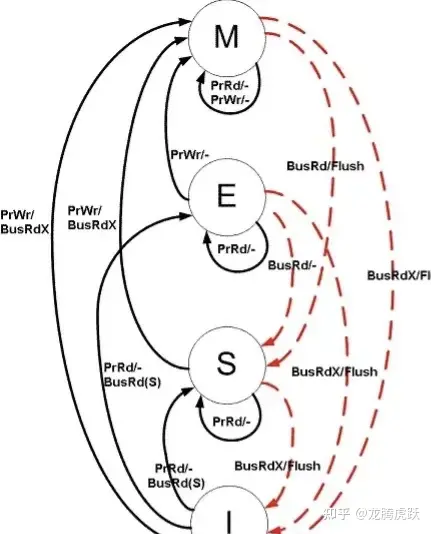 M
PrRd/-
PrWr/-
PrWr/-
BusRd/Flush
E
PrWr/
BusRdX
PrWr/
BusRdX
PrRd/-
BusRd/-
BusRdX/Fl
S
PrRd/-
BusRd(S)
BusRdX/Flush
PrRd/-
PrRd/-
BusRd(S)
BusRdX/Flush
I
知乎 @龙腾虎跃